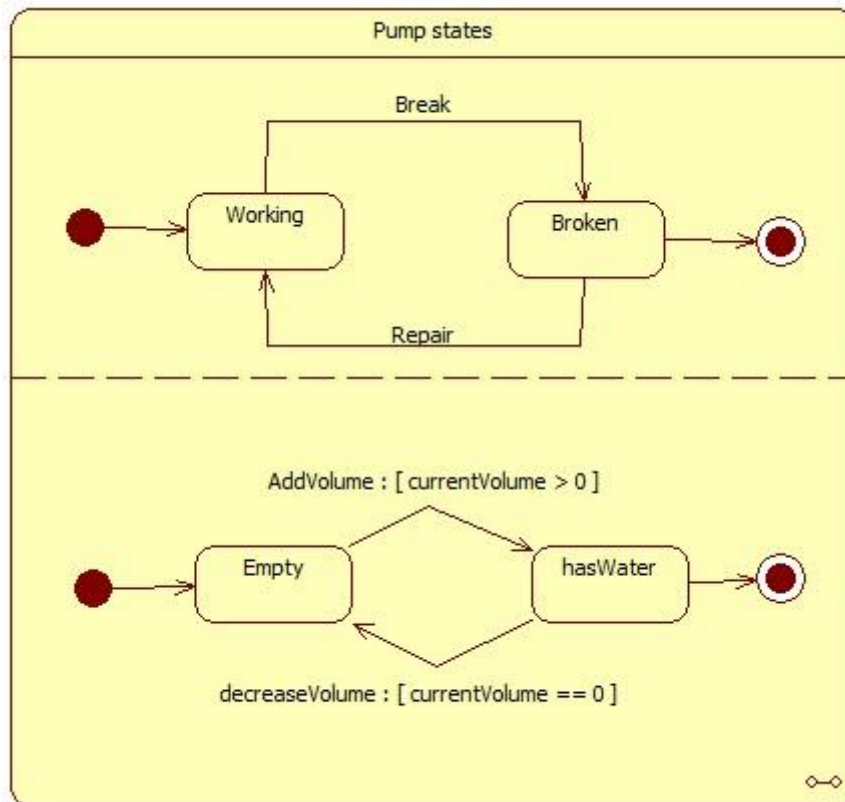 Pump states
Break
Working
Broken
Repair
AddVolume : [ currentVolume > 0 ]
Empty
hasWater
decreaseVolume : [ currentVolume == 0 ]